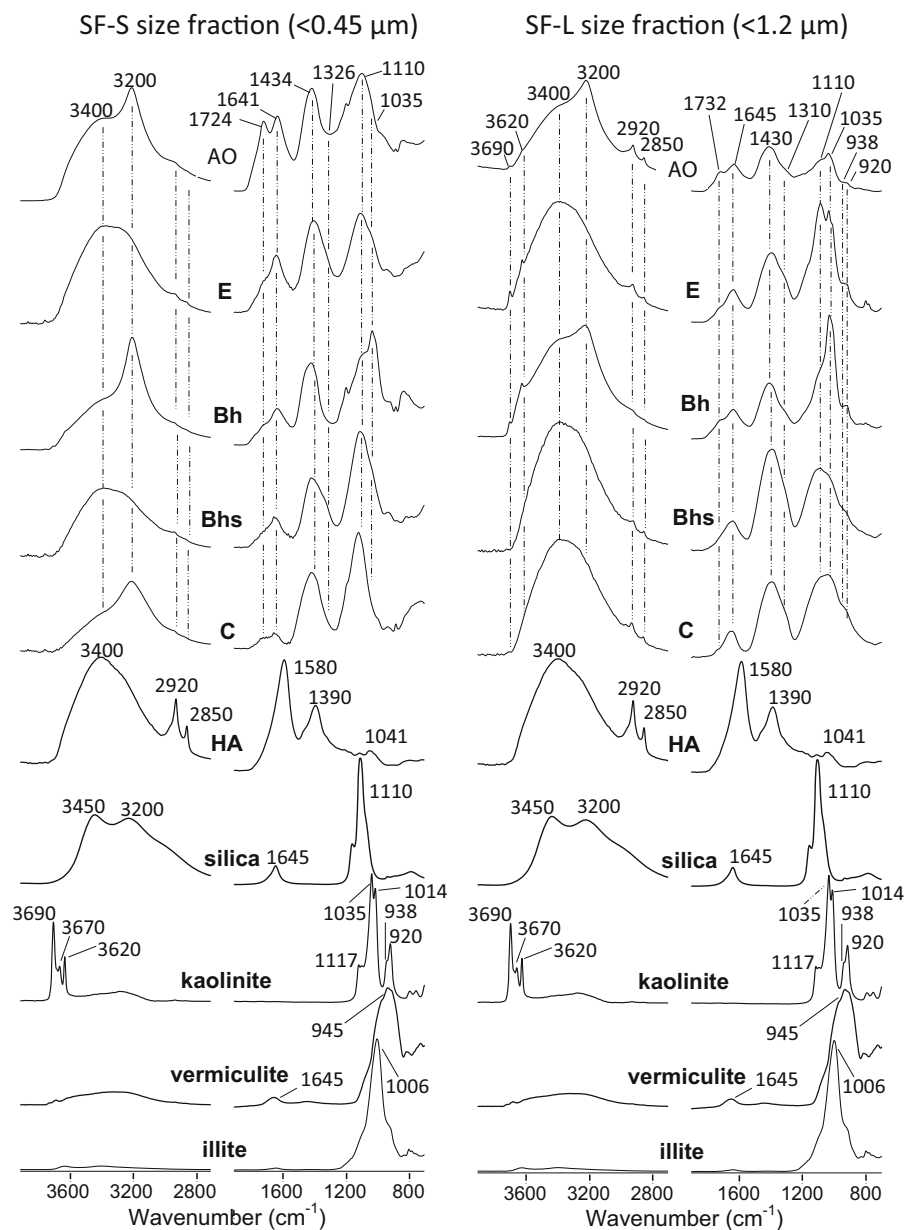 SF-S size fraction (<0.45 µm)
3400
3200
1724
1641
1434
1326
1110
1035
AO
E
Bh
Bhs
C
3400
2920
2850
HA
1580
1390
1041
3450
3200
silica
1645
1110
3690
3670
3620
kaolinite
1117
1035
1014
938
920
945
vermiculite
1645
1006
illite
3600 3200 2800 1600 1200 800
Wavenumber (cm⁻¹)
SF-L size fraction (<1.2 µm)
3690
3620
3400
3200
2920
2850
1732
1645
1430
1310
1110
1035
938
920
AO
E
Bh
Bhs
C
3400
2920
2850
HA
1580
1390
1041
3450
3200
silica
1645
1110
3690
3670
3620
kaolinite
1117
1035
1014
938
920
945
vermiculite
1645
1006
illite
3600 3200 2800 1600 1200 800
Wavenumber (cm⁻¹)